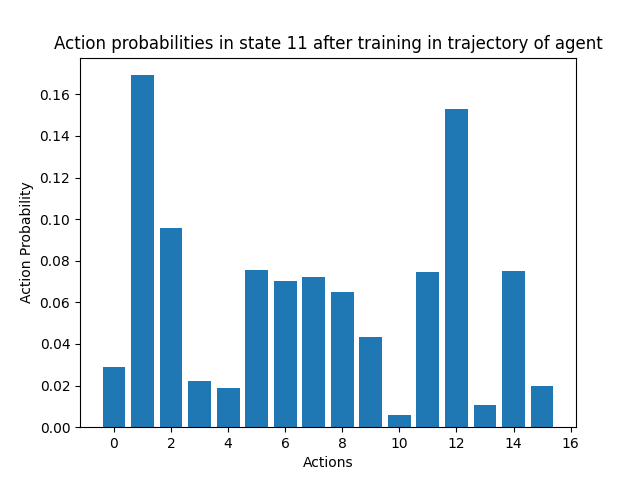 Action probabilities in state 11 after training in trajectory of agent
0.16
0.14
0.12
0.10
0.08
0.06
0.04
0.02
0.00
Action Probability
0 2 4 6 8 10 12 14 16
Actions